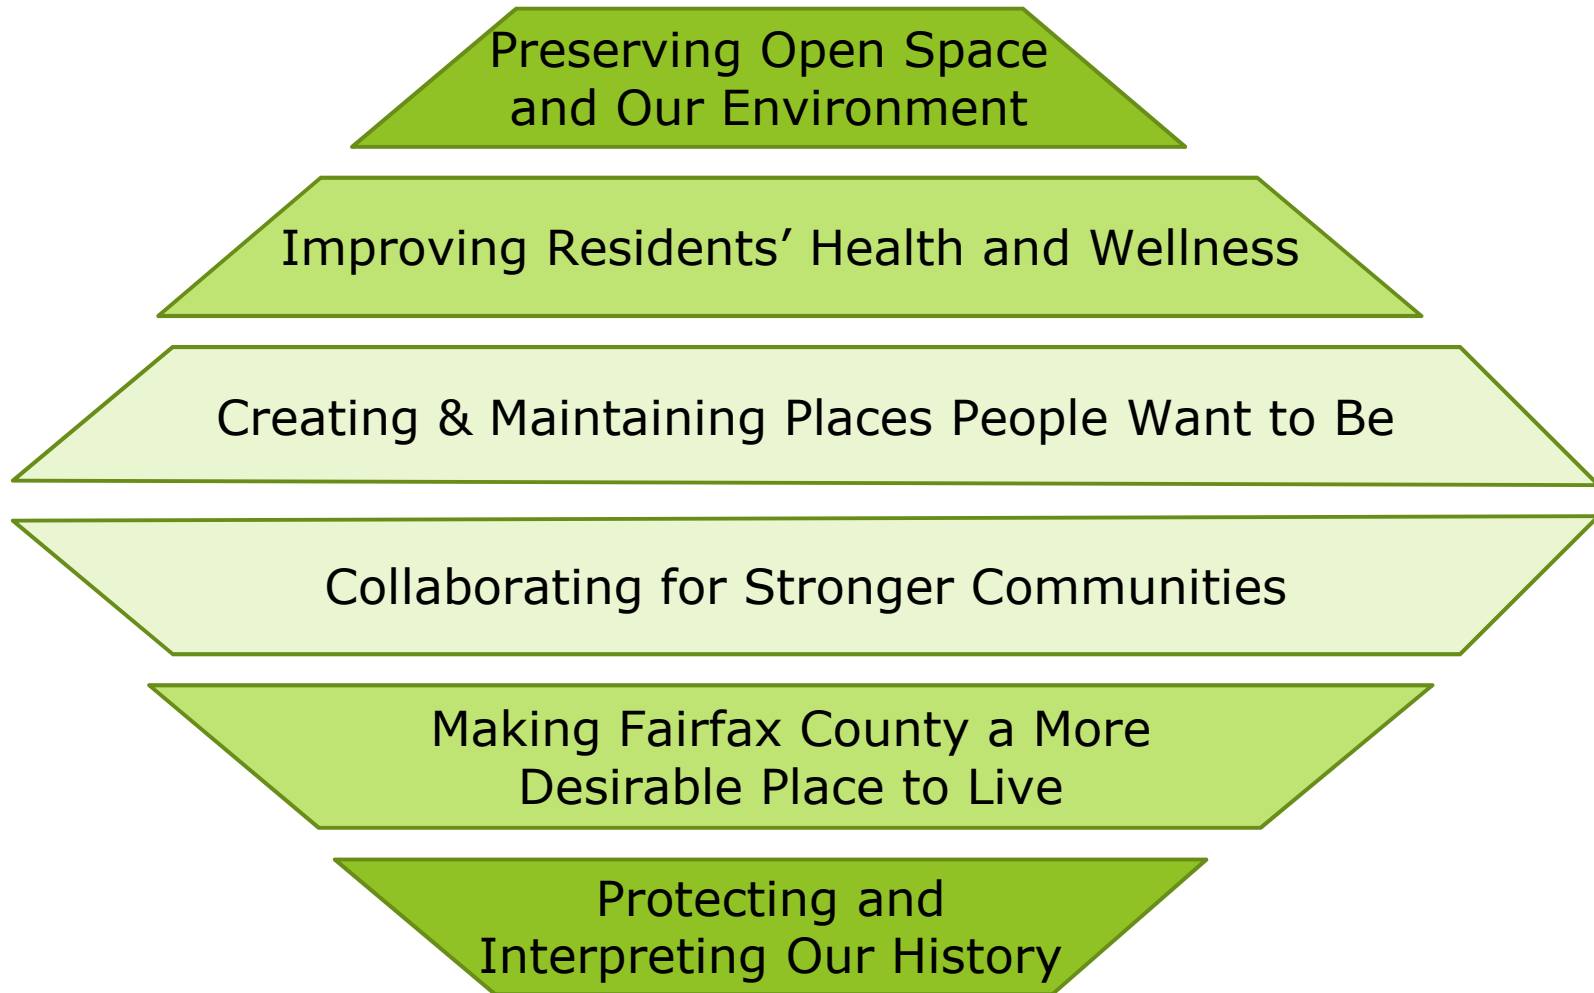 Preserving Open Space
and Our Environment
Improving Residents’ Health and Wellness
Creating & Maintaining Places People Want to Be
Collaborating for Stronger Communities
Making Fairfax County a More
Desirable Place to Live
Protecting and
Interpreting Our History